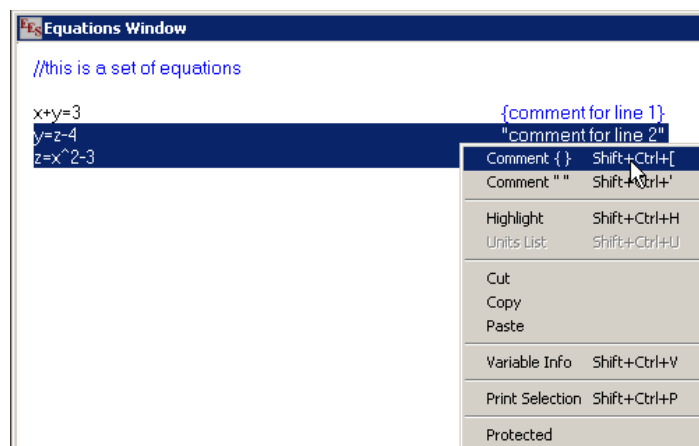 EES Equations Window
//this is a set of equations
x+y=3 {comment for line 1}
y=z-4 "comment for line 2"
z=x^2-3
Comment { } Shift+Ctrl+[
Comment " " Shift+Ctrl+'
Highlight Shift+Ctrl+H
Units List Shift+Ctrl+U
Cut
Copy
Paste
Variable Info Shift+Ctrl+V
Print Selection Shift+Ctrl+P
Protected